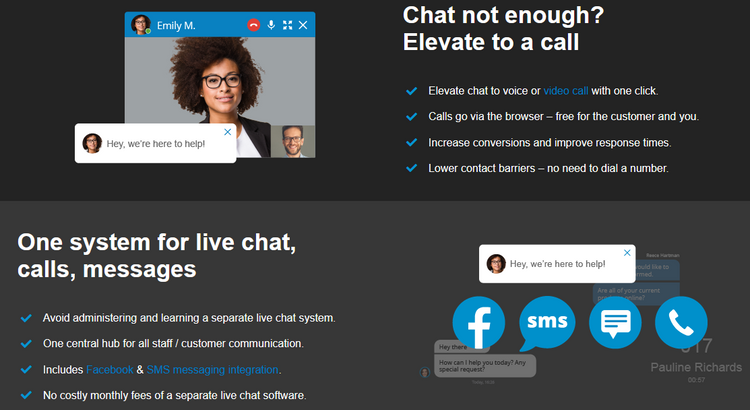 Emily M.
Hey, we're here to help!
Chat not enough?
Elevate to a call
Elevate chat to voice or video call with one click.
Calls go via the browser – free for the customer and you.
Increase conversions and improve response times.
Lower contact barriers – no need to dial a number.
One system for live chat,
calls, messages
Avoid administering and learning a separate live chat system.
One central hub for all staff / customer communication.
Includes Facebook & SMS messaging integration.
No costly monthly fees of a separate live chat software.
Reece Hartman
Hey, we're here to help!
would like to
Are all of your current
sms
Hey there
How can I help you today? Any
special request?
17
Pauline Richards
00:57